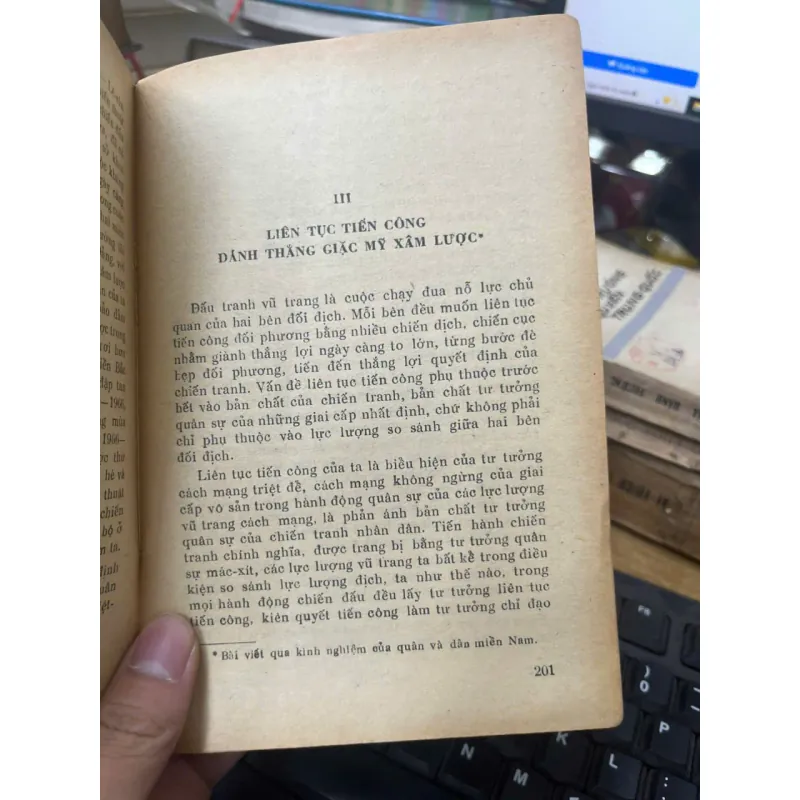 III
LIÊN TỤC TIẾN CÔNG
ĐÁNH THẮNG GIẶC MỸ XÂM LƯỢC*
Đấu tranh vũ trang là cuộc chạy đua nỗ lực chủ
quan của hai bên đối địch. Mỗi bên đều muốn liên tục
tiến công đối phương bằng nhiều chiến dịch, chiến cục
nhằm giành thắng lợi ngày càng to lớn, từng bước đè
bẹp đối phương, tiến đến thắng lợi quyết định của
chiến tranh. Vấn đề liên tục tiến công phụ thuộc trước
hết vào bản chất của chiến tranh, bản chất tư tưởng
quân sự của những giai cấp nhất định, chứ không phải
chỉ phụ thuộc vào lực lượng so sánh giữa hai bên
đối địch.
Liên tục tiến công của ta là biểu hiện của tư tưởng
cách mạng triệt đề, cách mạng không ngừng của giai
cấp vô sản trong hành động quân sự của các lực lượng
vũ trang cách mạng, là phản ánh bản chất tư tưởng
quân sự của chiến tranh nhân dân. Tiến hành chiến
tranh chính nghĩa, được trang bị bằng tư tưởng quân
sự mác-xít, các lực lượng vũ trang ta bất kể trong điều
kiện so sánh lực lượng địch, ta như thế nào, trong
mọi hành động chiến đấu đều lấy tư tưởng liên tục
tiến công, kiên quyết tiến công làm tư tưởng chỉ đạo
* Bài viết qua kinh nghiệm của quân và dân miền Nam.
201
TRUNG-QUỐC